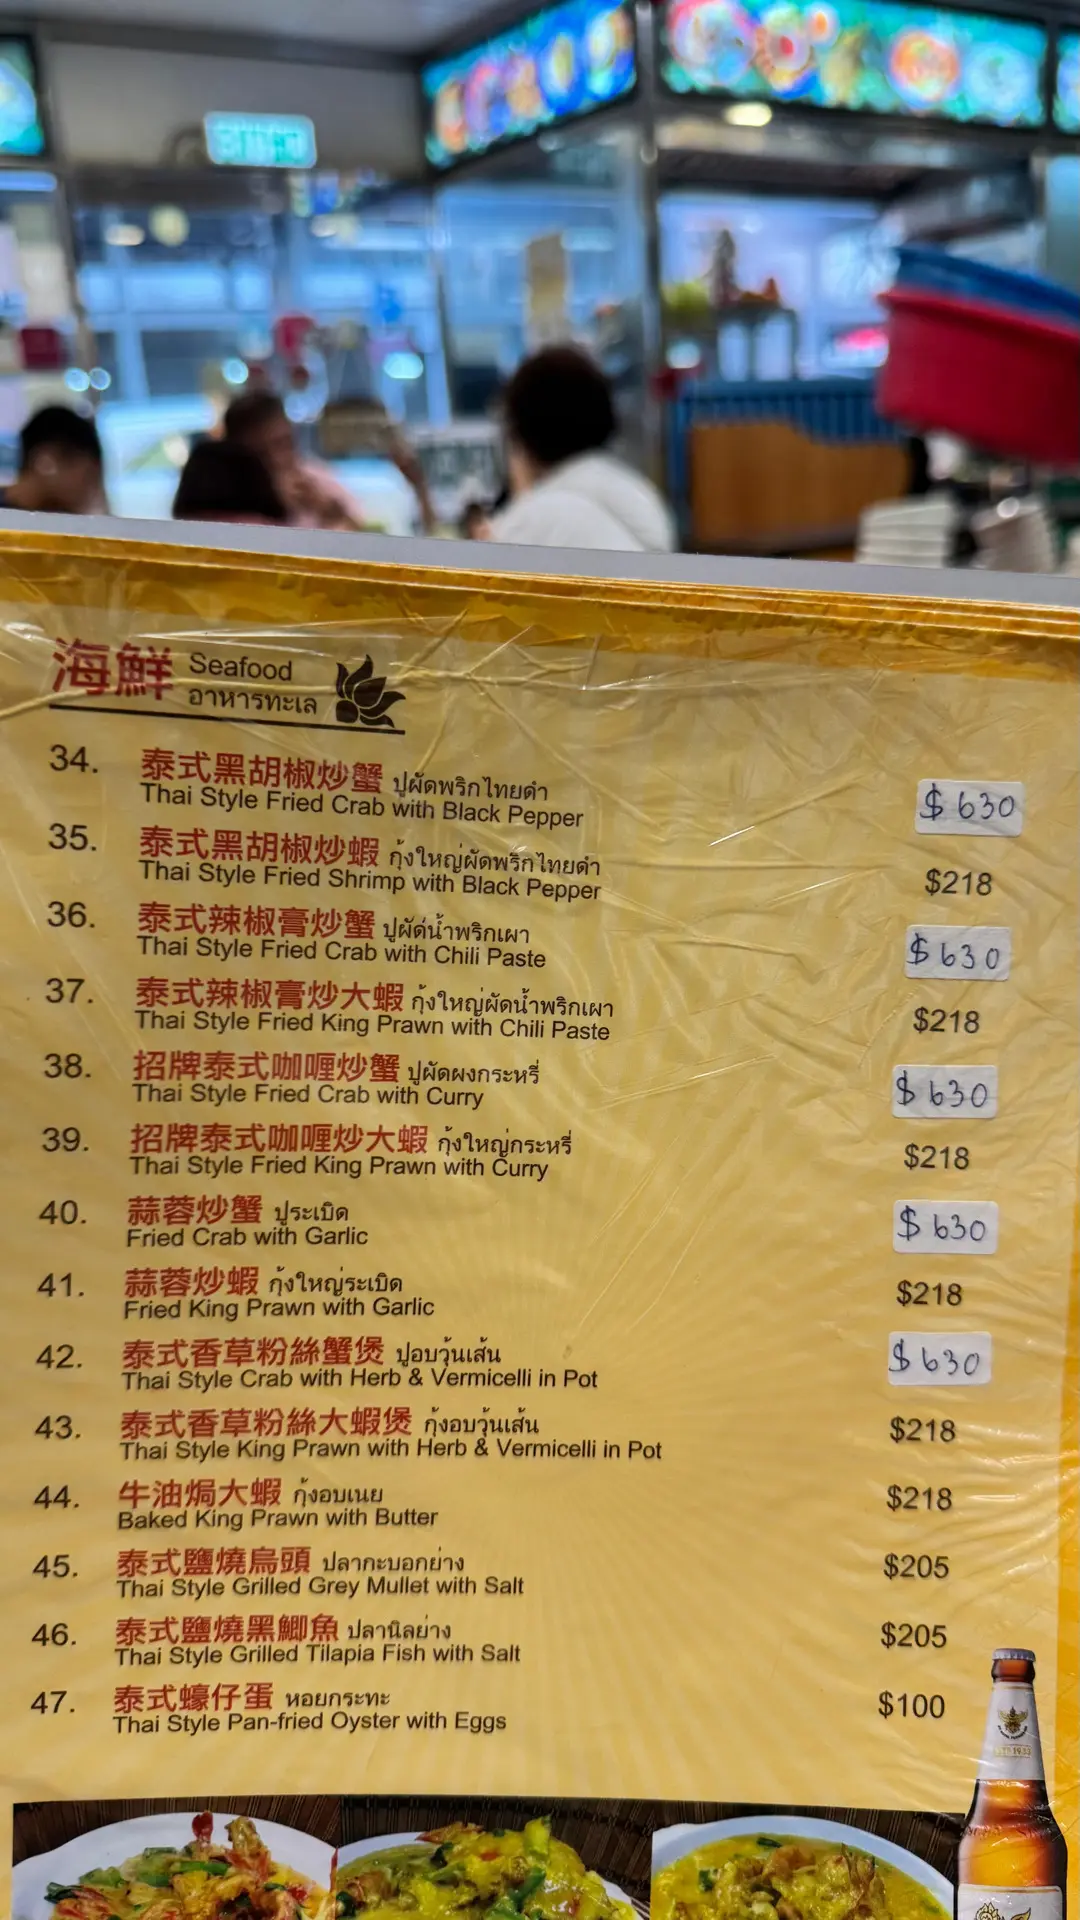 海鮮 Seafood
อาหารทะเล
34. 泰式黑胡椒炒蟹 ปูผัดพริกไทยดำ
Thai Style Fried Crab with Black Pepper
$630
35. 泰式黑胡椒炒蝦 กุ้งใหญ่ผัดพริกไทยดำ
Thai Style Fried Shrimp with Black Pepper
$218
36. 泰式辣椒膏炒蟹 ปูผัด่น้ำพริกเผา
Thai Style Fried Crab with Chili Paste
$630
37. 泰式辣椒膏炒大蝦 กุ้งใหญ่ผัดน้ำพริกเผา
Thai Style Fried King Prawn with Chili Paste
$218
38. 招牌泰式咖喱炒蟹 ปูผัดผงกระหรี่
Thai Style Fried Crab with Curry
$630
39. 招牌泰式咖喱炒大蝦 กุ้งใหญ่กระหรี่
Thai Style Fried King Prawn with Curry
$218
40. 蒜蓉炒蟹 ปูระเบิด
Fried Crab with Garlic
$630
41. 蒜蓉炒蝦 กุ้งใหญ่ระเบิด
Fried King Prawn with Garlic
$218
42. 泰式香草粉絲蟹煲 ปูอบวุ้นเส้น
Thai Style Crab with Herb & Vermicelli in Pot
$630
43. 泰式香草粉絲大蝦煲 กุ้งอบวุ้นเส้น
Thai Style King Prawn with Herb & Vermicelli in Pot
$218
44. 牛油焗大蝦 กุ้งอบเนย
Baked King Prawn with Butter
$218
45. 泰式鹽燒烏頭 ปลากะบอกย่าง
Thai Style Grilled Grey Mullet with Salt
$205
46. 泰式鹽燒黑鯽魚 ปลานิลย่าง
Thai Style Grilled Tilapia Fish with Salt
$205
47. 泰式蠔仔蛋 หอยกระทะ
Thai Style Pan-fried Oyster with Eggs
$100